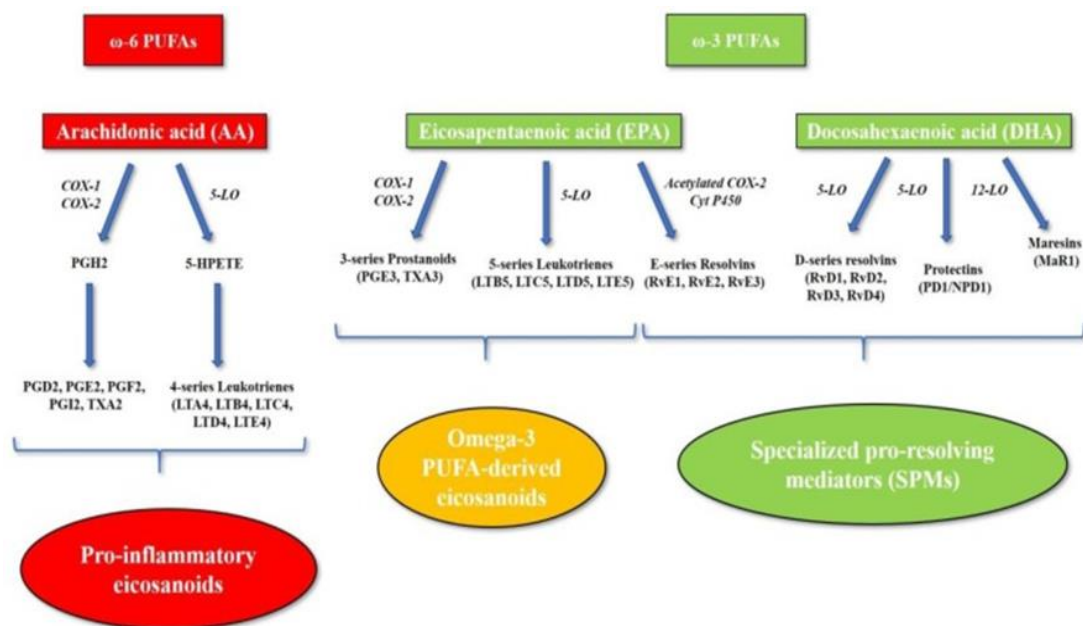 ω-6 PUFAs
ω-3 PUFAs
Arachidonic acid (AA)
Eicosapentaenoic acid (EPA)
Docosahexaenoic acid (DHA)
COX-1
COX-2
5-LO
COX-1
COX-2
5-LO
Acetylated COX-2
Cyt P450
5-LO
5-LO
12-LO
PGH2
5-HPETE
3-series Prostanoids
(PGE3, TXA3)
5-series Leukotrienes
(LTB5, LTC5, LTD5, LTE5)
E-series Resolvins
(RvE1, RvE2, RvE3)
D-series resolvins
(RvD1, RvD2,
RvD3, RvD4)
Protectins
(PD1/NPD1)
Maresins
(MaR1)
PGD2, PGE2, PGF2,
PGI2, TXA2
4-series Leukotrienes
(LTA4, LTB4, LTC4,
LTD4, LTE4)
Omega-3
PUFA-derived
eicosanoids
Specialized pro-resolving
mediators (SPMs)
Pro-inflammatory
eicosanoids